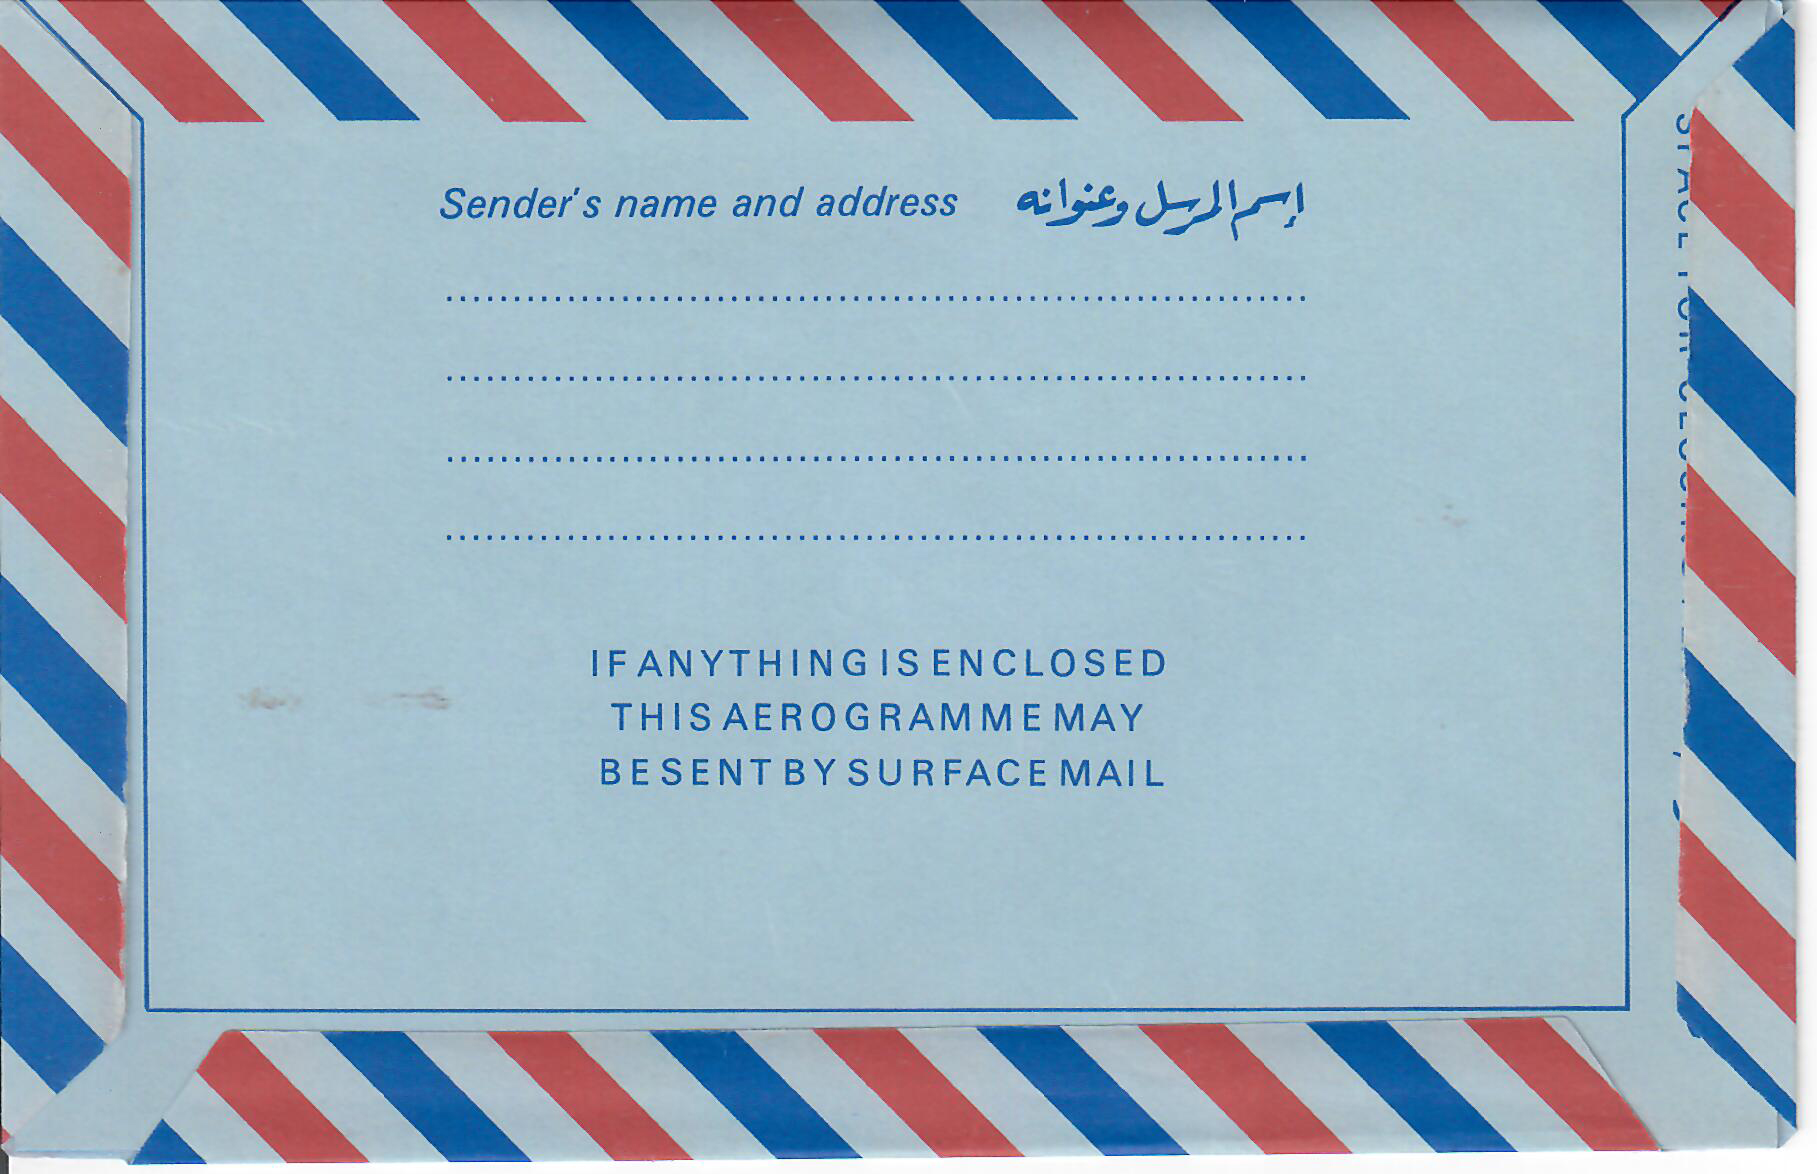 Sender's name and address إسم المرسل وعنوانه
IF ANYTHING IS ENCLOSED
THIS AEROGRAMME MAY
BE SENT BY SURFACE MAIL